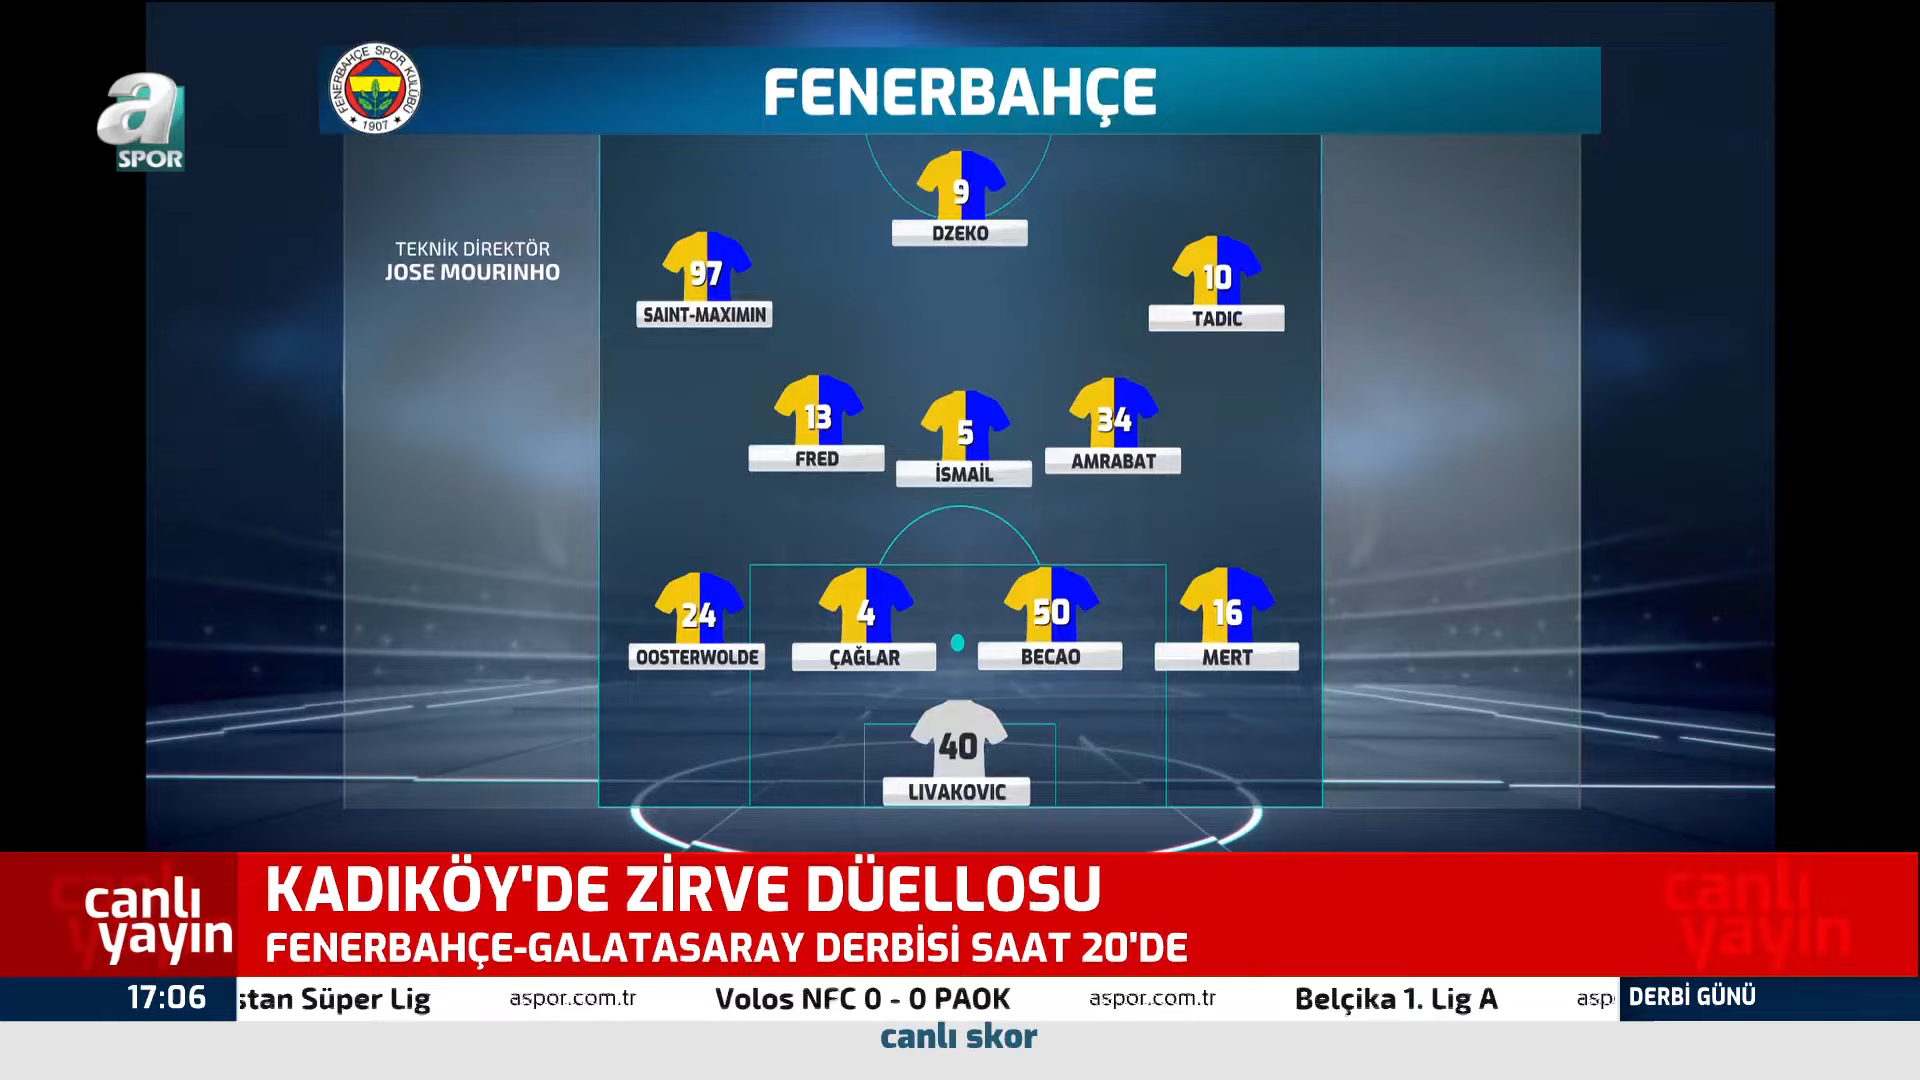 FENERBAHÇE SPOR KULÜBÜ
★ 1907 ★
FENERBAHÇE
a
SPOR
9
DZEKO
TEKNİK DİREKTÖR
JOSE MOURINHO
97
SAINT-MAXIMIN
10
TADIC
13
FRED
5
İSMAİL
34
AMRABAT
24
OOSTERWOLDE
4
ÇAĞLAR
50
BECAO
16
MERT
40
LIVAKOVIC
canlı
yayın
KADIKÖY'DE ZİRVE DÜELLOSU
FENERBAHÇE-GALATASARAY DERBİSİ SAAT 20'DE
canlı
yayın
17:06 stan Süper Lig aspor.com.tr Volos NFC 0 - 0 PAOK aspor.com.tr Belçika 1. Lig A asp DERBİ GÜNÜ
canlı skor